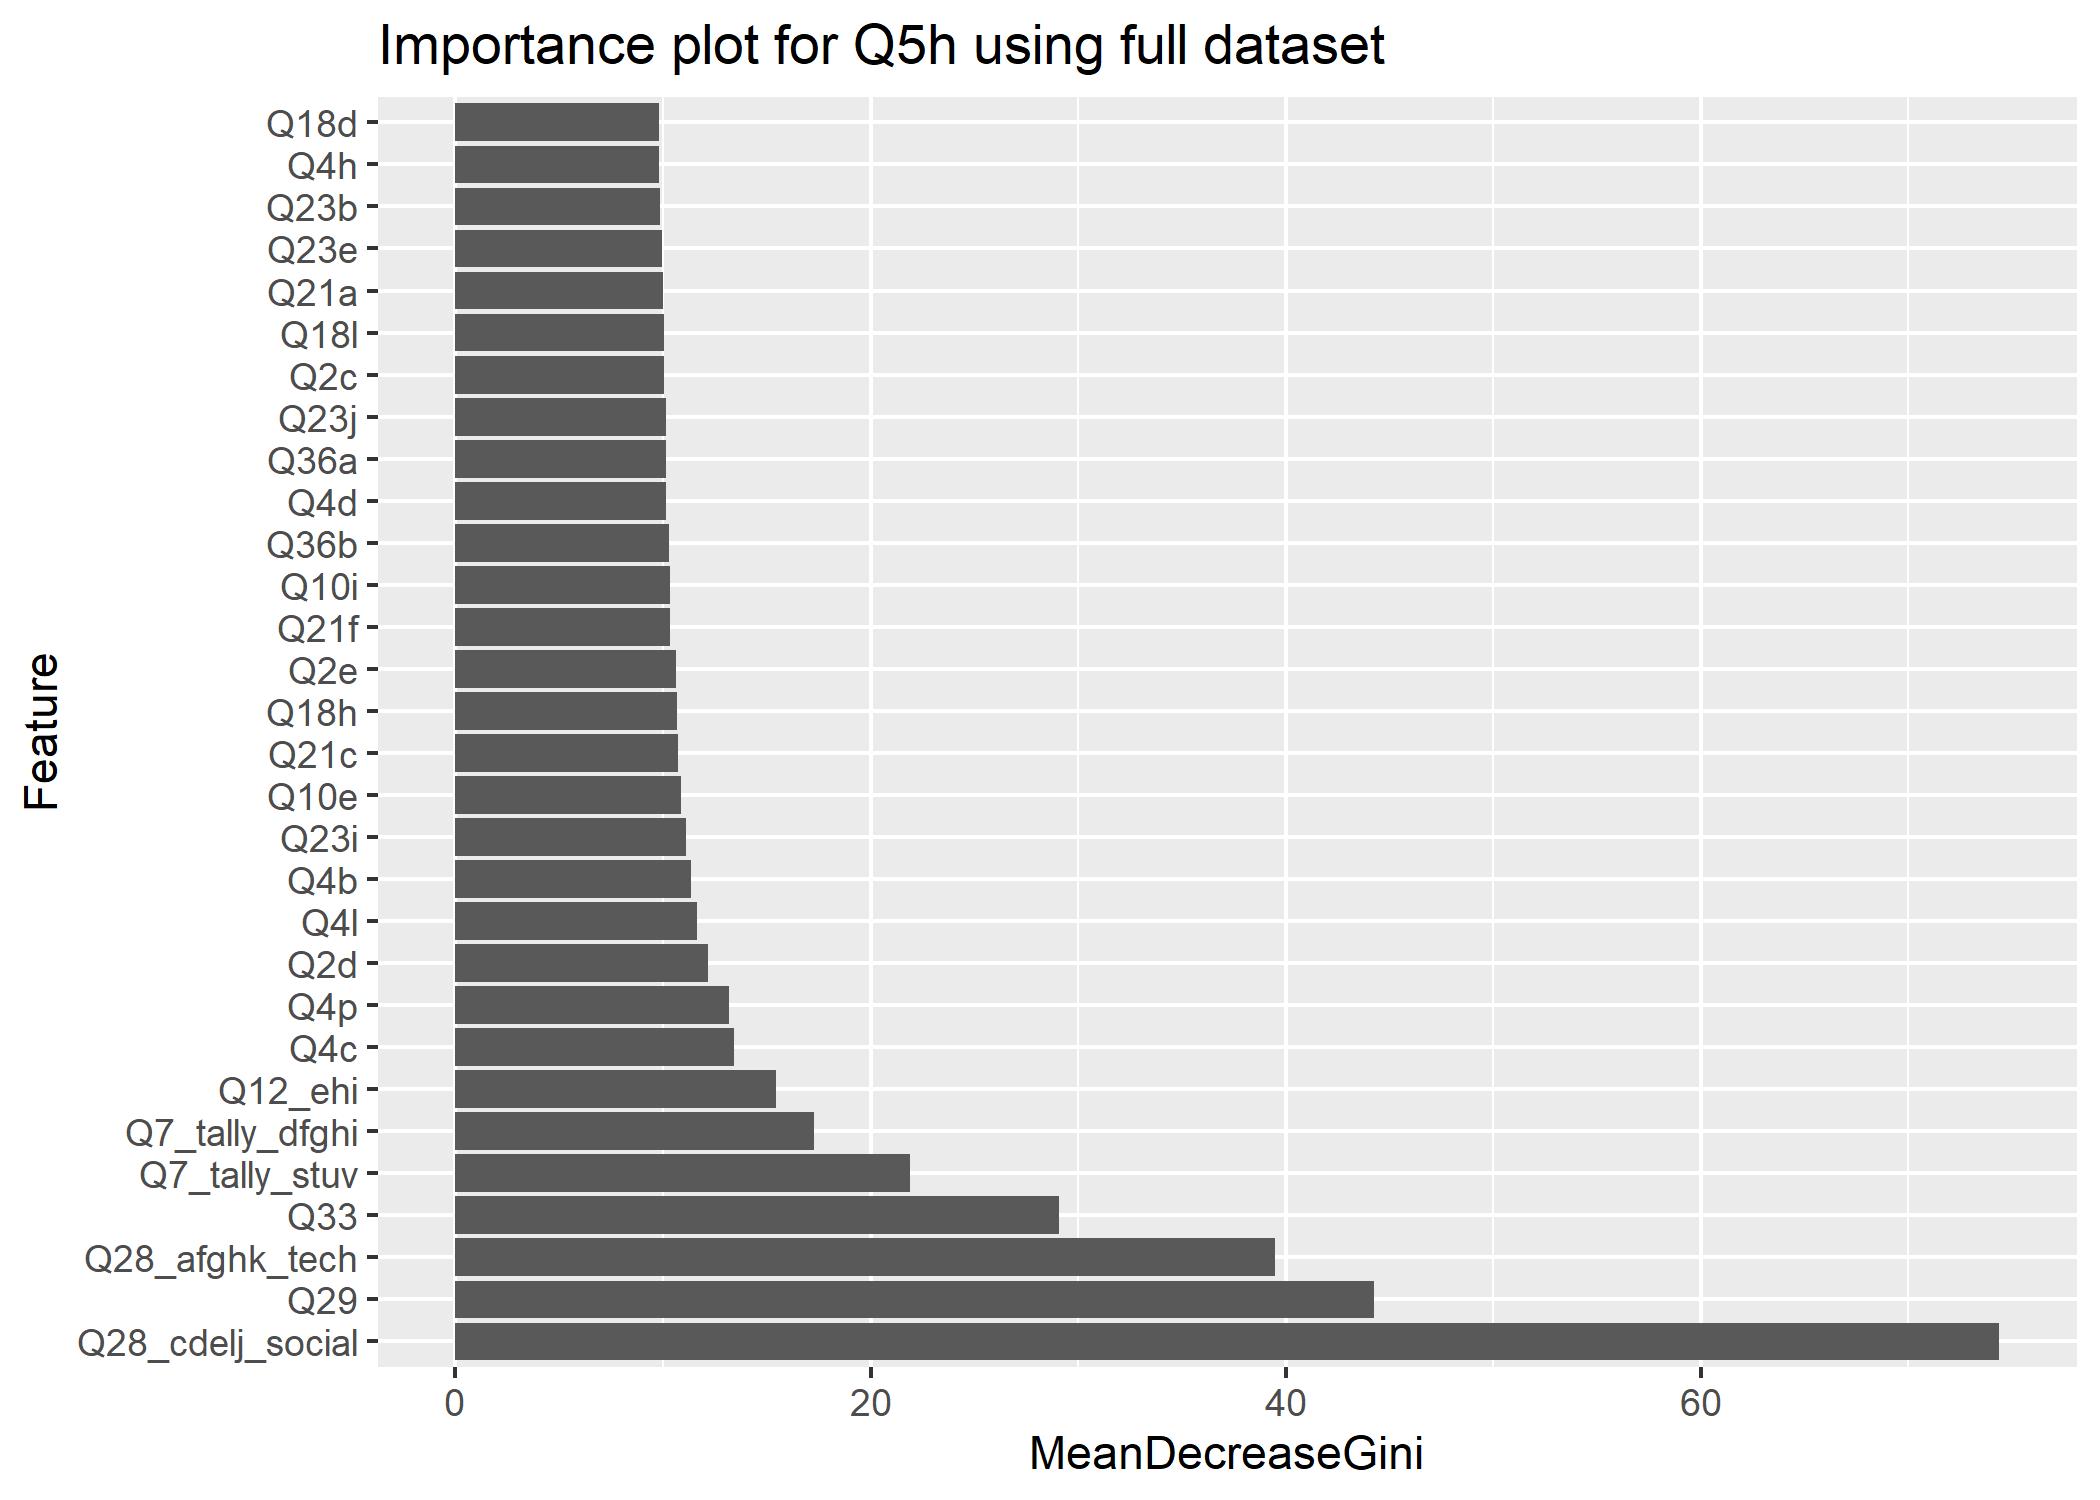 Importance plot for Q5h using full dataset
Q18d
Q4h
Q23b
Q23e
Q21a
Q18l
Q2c
Q23j
Q36a
Q4d
Q36b
Q10i
Q21f
Q2e
Q18h
Q21c
Q10e
Q23i
Q4b
Q4l
Q2d
Q4p
Q4c
Q12_ehi
Q7_tally_dfghi
Q7_tally_stuv
Q33
Q28_afghk_tech
Q29
Q28_cdelj_social
Feature
0 20 40 60
MeanDecreaseGini